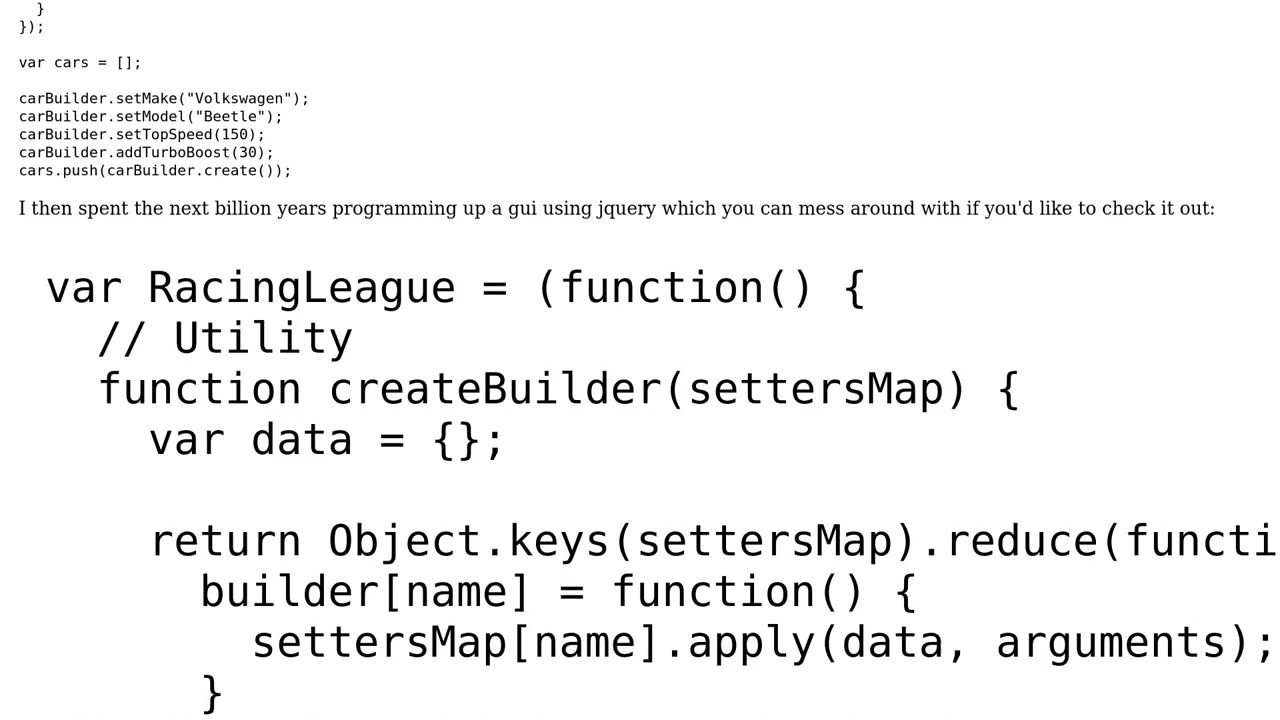 }
});

var cars = [];

carBuilder.setMake("Volkswagen");
carBuilder.setModel("Beetle");
carBuilder.setTopSpeed(150);
carBuilder.addTurboBoost(30);
cars.push(carBuilder.create());

I then spent the next billion years programming up a gui using jquery which you can mess around with if you'd like to check it out:

var RacingLeague = (function() {
  // Utility
  function createBuilder(settersMap) {
    var data = {};

    return Object.keys(settersMap).reduce(functi
      builder[name] = function() {
        settersMap[name].apply(data, arguments);
      }